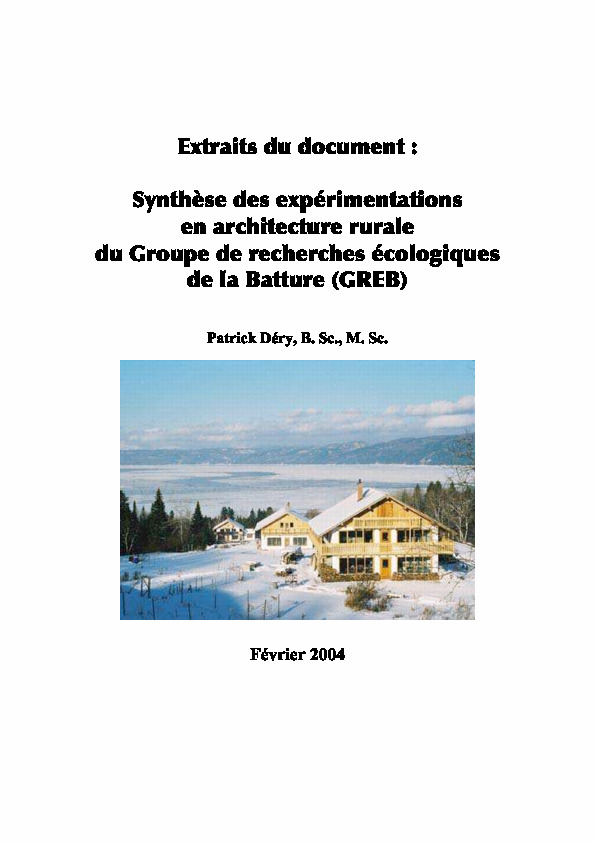 Extraits du document :
Synthèse des expérimentations
en architecture rurale
du Groupe de recherches écologiques
de la Batture (GREB)
Patrick Déry, B. Sc., M. Sc.
Février 2004